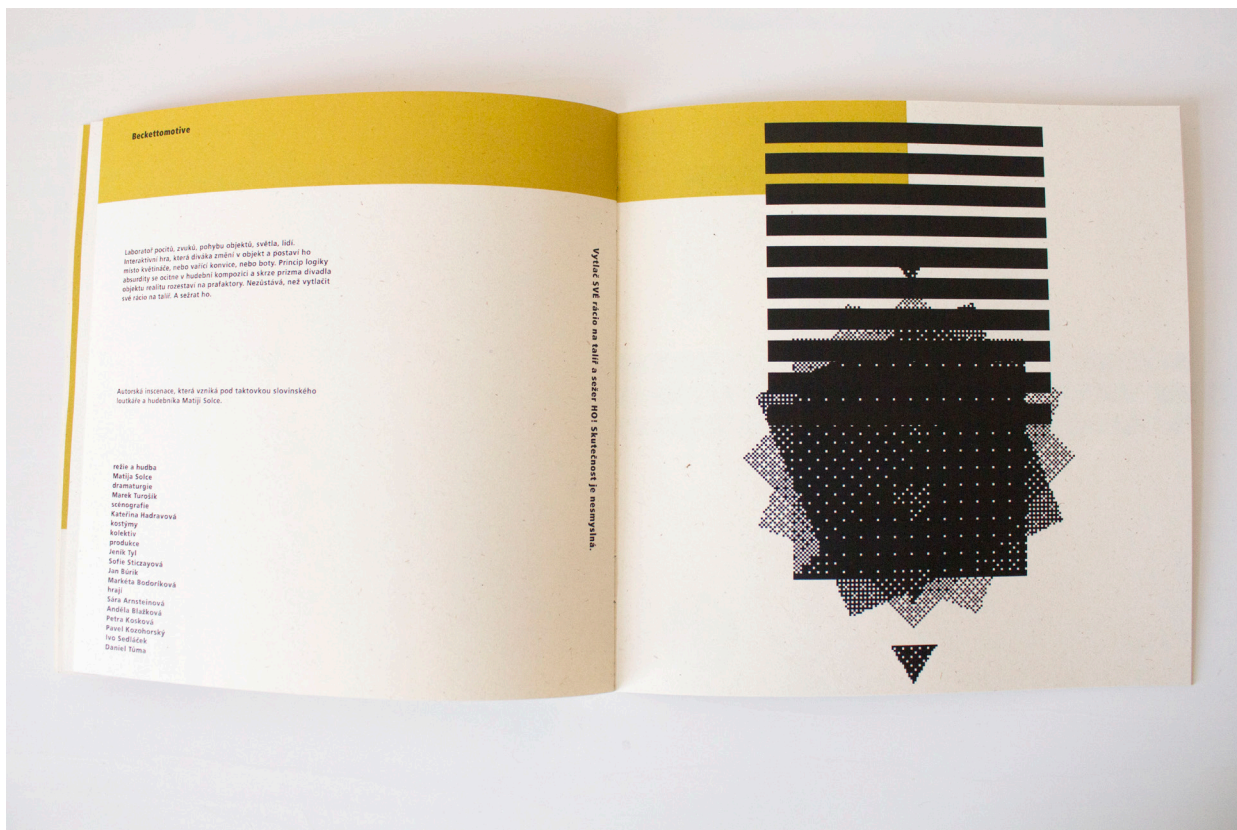 Beckettomotive
Laboratoř pocitů, zvuků, pohybu objektů, světla, lidí.
Interaktivní hra, která diváka změní v objekt a postaví ho
místo květináče, nebo vařící konvice, nebo boty. Princip logiky
absurdity se ocitne v hudební kompozici a skrze prizma divadla
objektu realitu rozestaví na prafaktory. Nezůstává, než vytlačit
své rácio na talíř. A sežrat ho.
Autorská inscenace, která vzniká pod taktovkou slovinského
loutkáře a hudebníka Matiji Solce.
režie a hudba
Matija Solce
dramaturgie
Marek Turošík
scénografie
Kateřina Hadravová
kostýmy
kolektiv
produkce
Jeník Tyl
Sofie Sticzayová
Jan Búrik
Markéta Bodoríková
hrají
Sára Arnsteinová
Anděla Blažková
Petra Kosková
Pavel Kozohorský
Ivo Sedláček
Daniel Tůma
Vytlač SVÉ rácio na talíř a sežer HO! Skutečnost je nesmyslná.